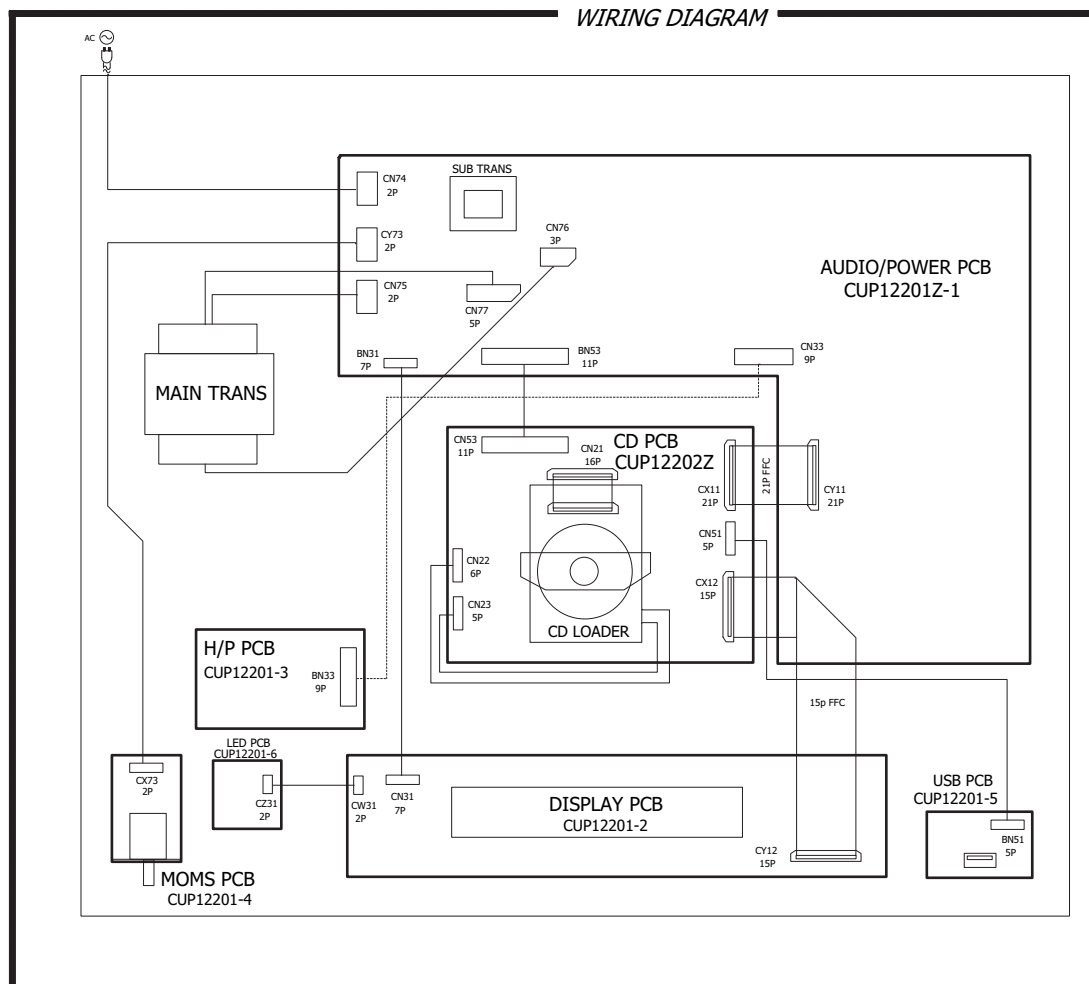 WIRING DIAGRAM
AC
SUB TRANS
CN74
2P
CN76
3P
CY73
2P
AUDIO/POWER PCB
CUP12201Z-1
CN75
2P
CN77
5P
BN31
7P
BN53
11P
CN33
9P
MAIN TRANS
CN53
11P
CD PCB
CUP12202Z
CN21
16P
CX11
21P
21P FFC
CY11
21P
CN51
5P
CN22
6P
CX12
15P
CN23
5P
CD LOADER
H/P PCB
CUP12201-3
BN33
9P
15p FFC
LED PCB
CUP12201-6
CX73
2P
CZ31
2P
CW31
2P
CN31
7P
DISPLAY PCB
CUP12201-2
CY12
15P
USB PCB
CUP12201-5
BN51
5P
MOMS PCB
CUP12201-4